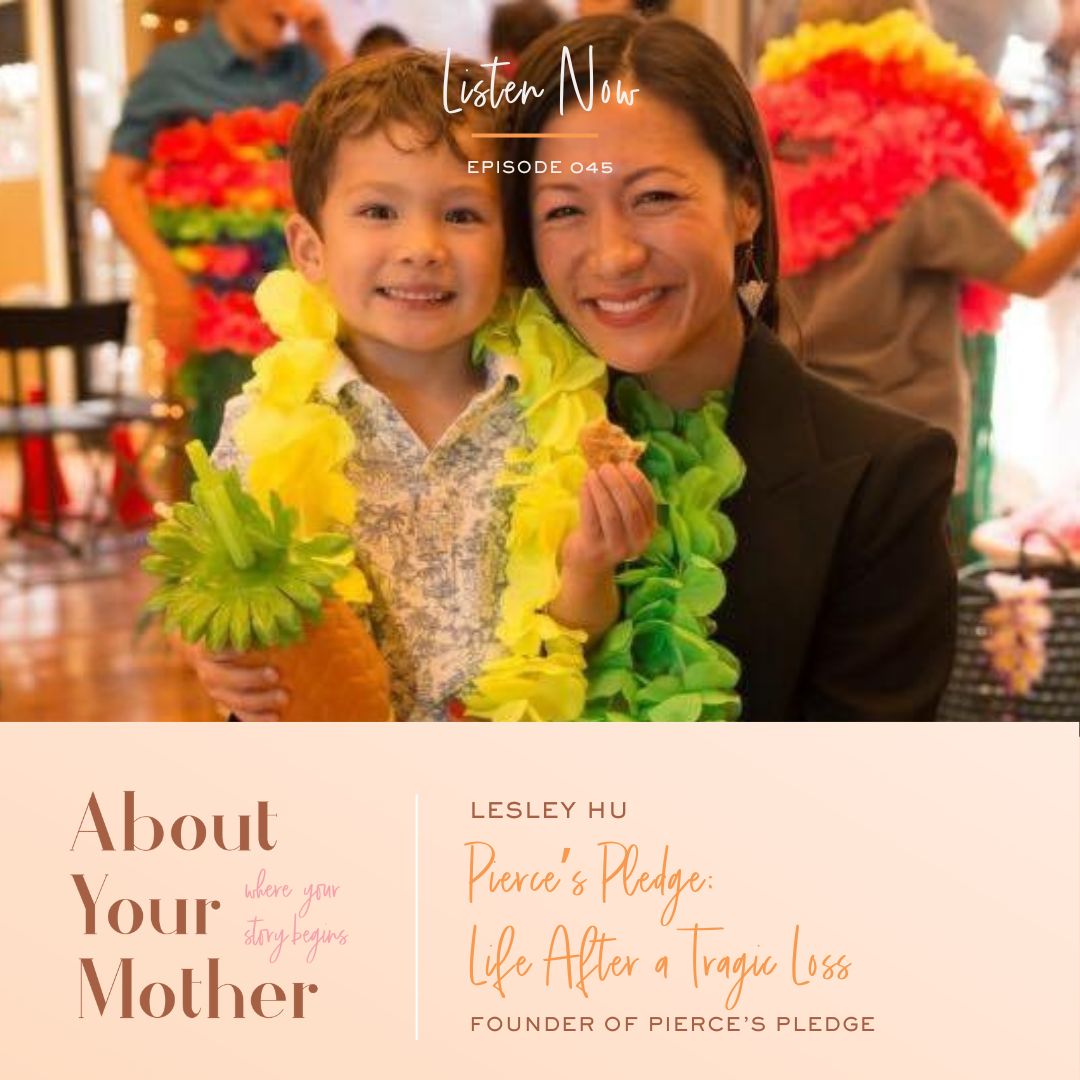 Listen Now
EPISODE 045
About
Your
where your
story begins
Mother
LESLEY HU
Pierce's Pledge:
Life After a Tragic Loss
FOUNDER OF PIERCE'S PLEDGE